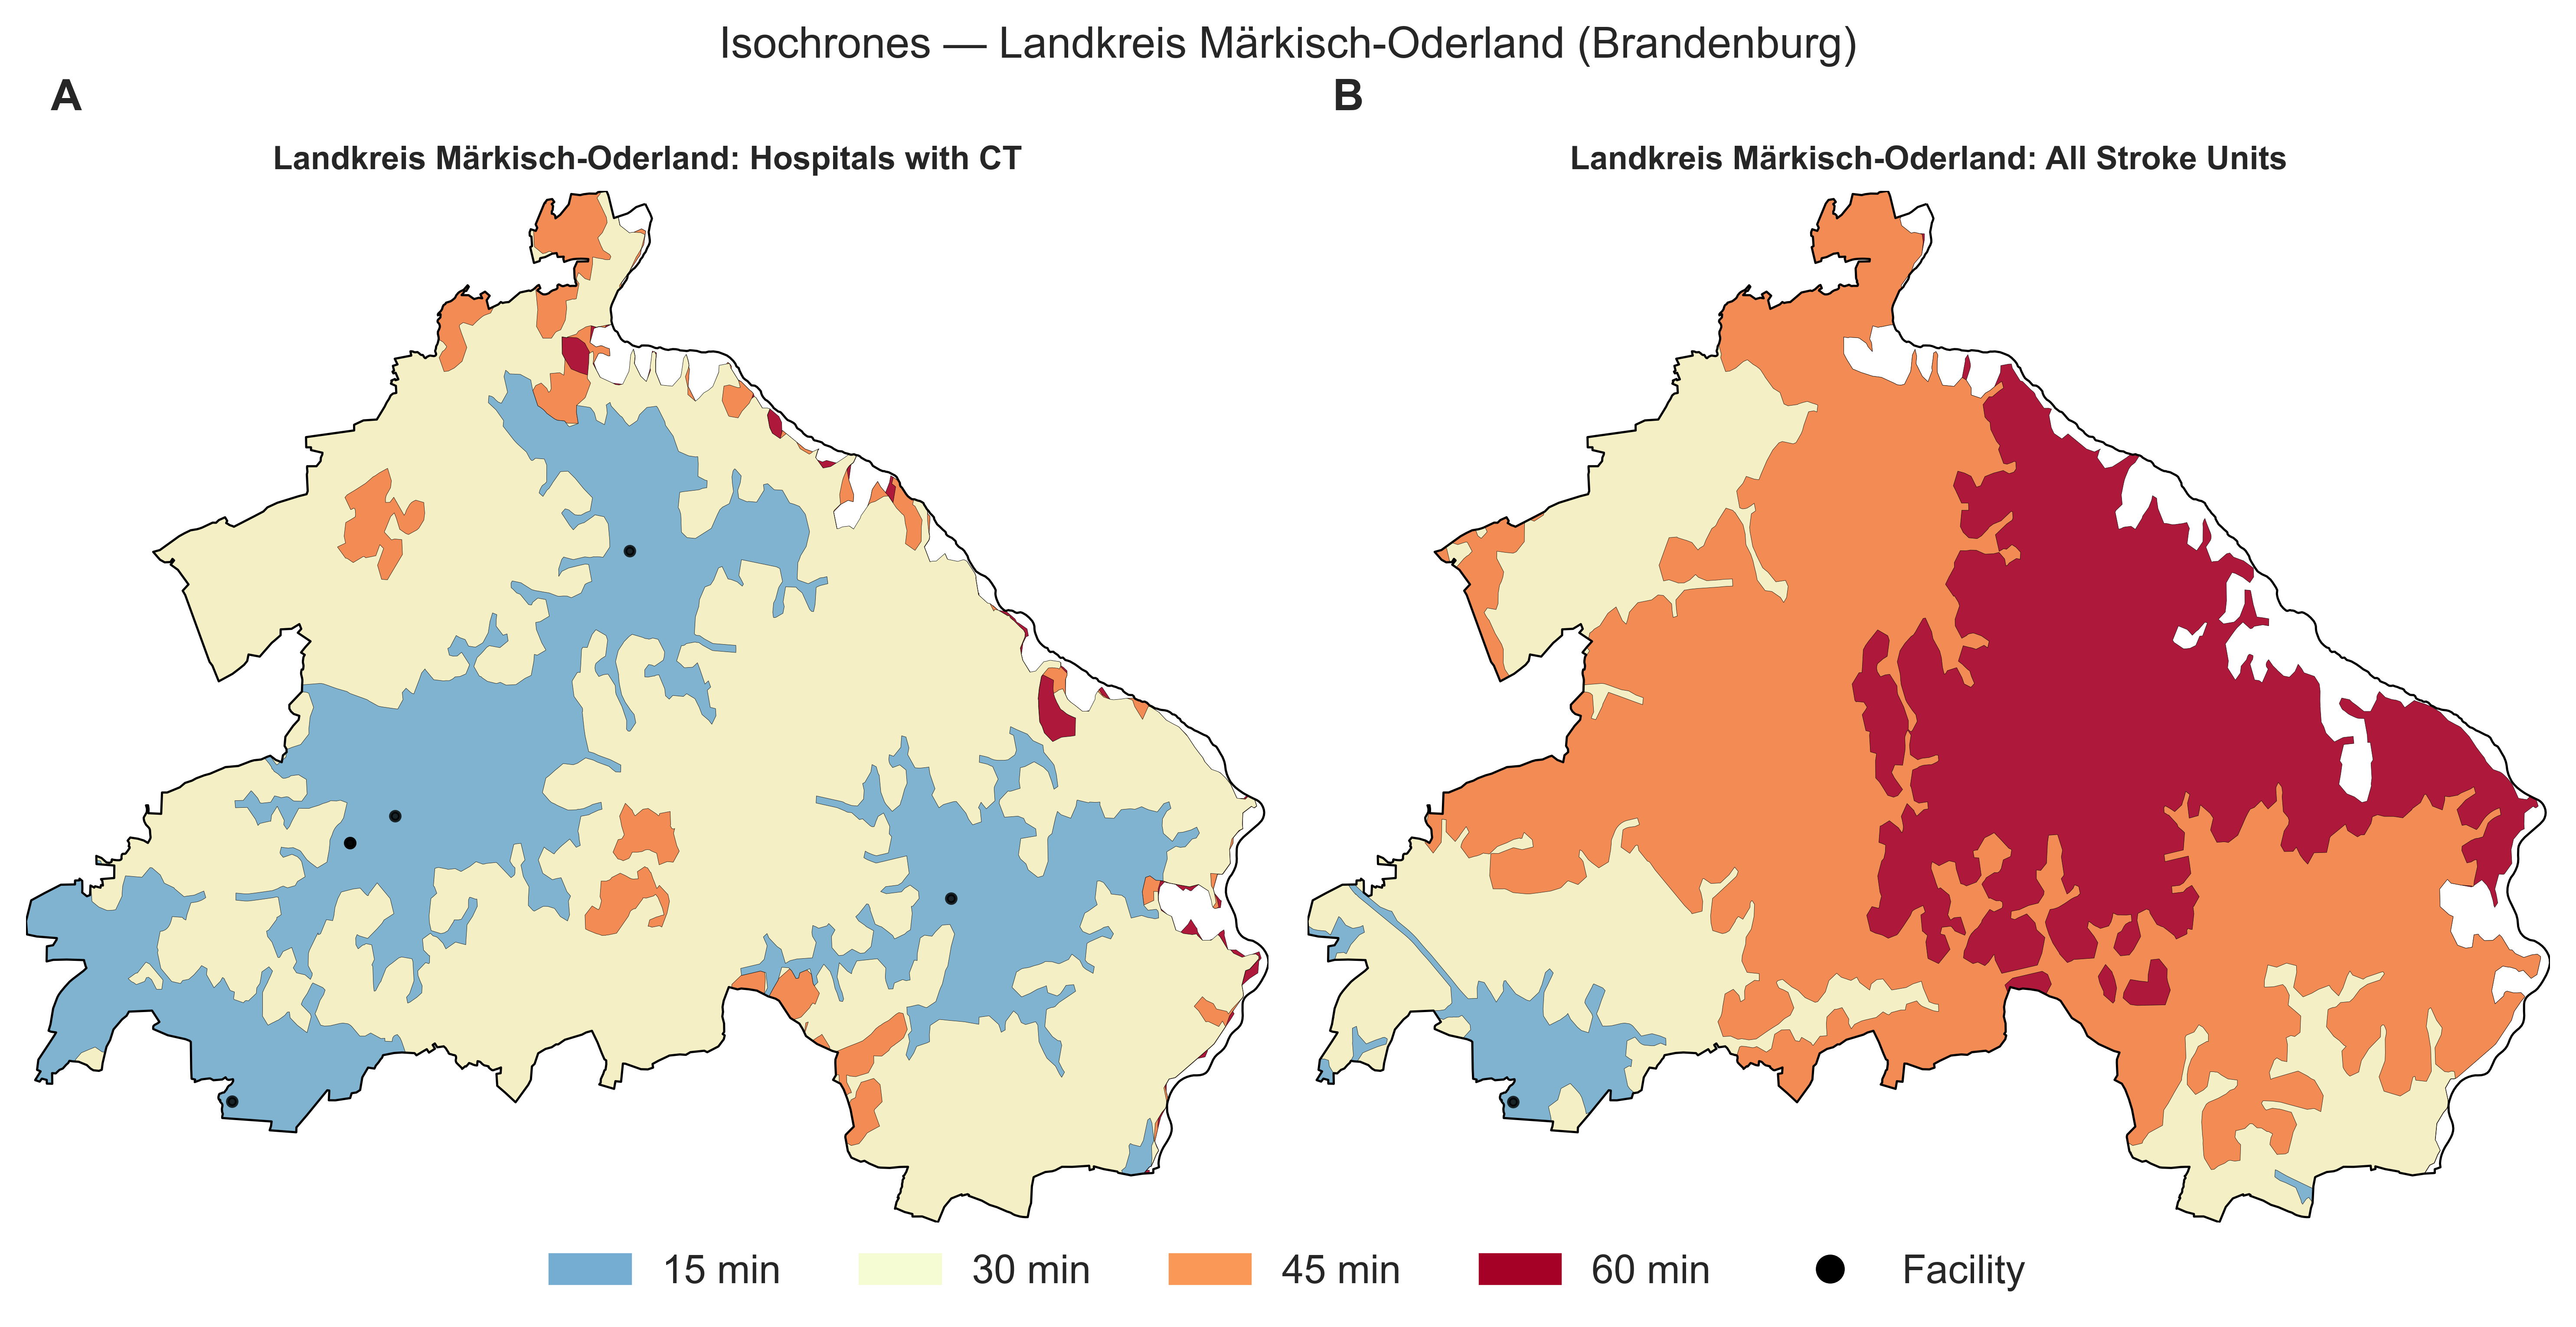 Isochrones — Landkreis Märkisch-Oderland (Brandenburg)
A
B
Landkreis Märkisch-Oderland: Hospitals with CT
Landkreis Märkisch-Oderland: All Stroke Units
15 min
30 min
45 min
60 min
Facility